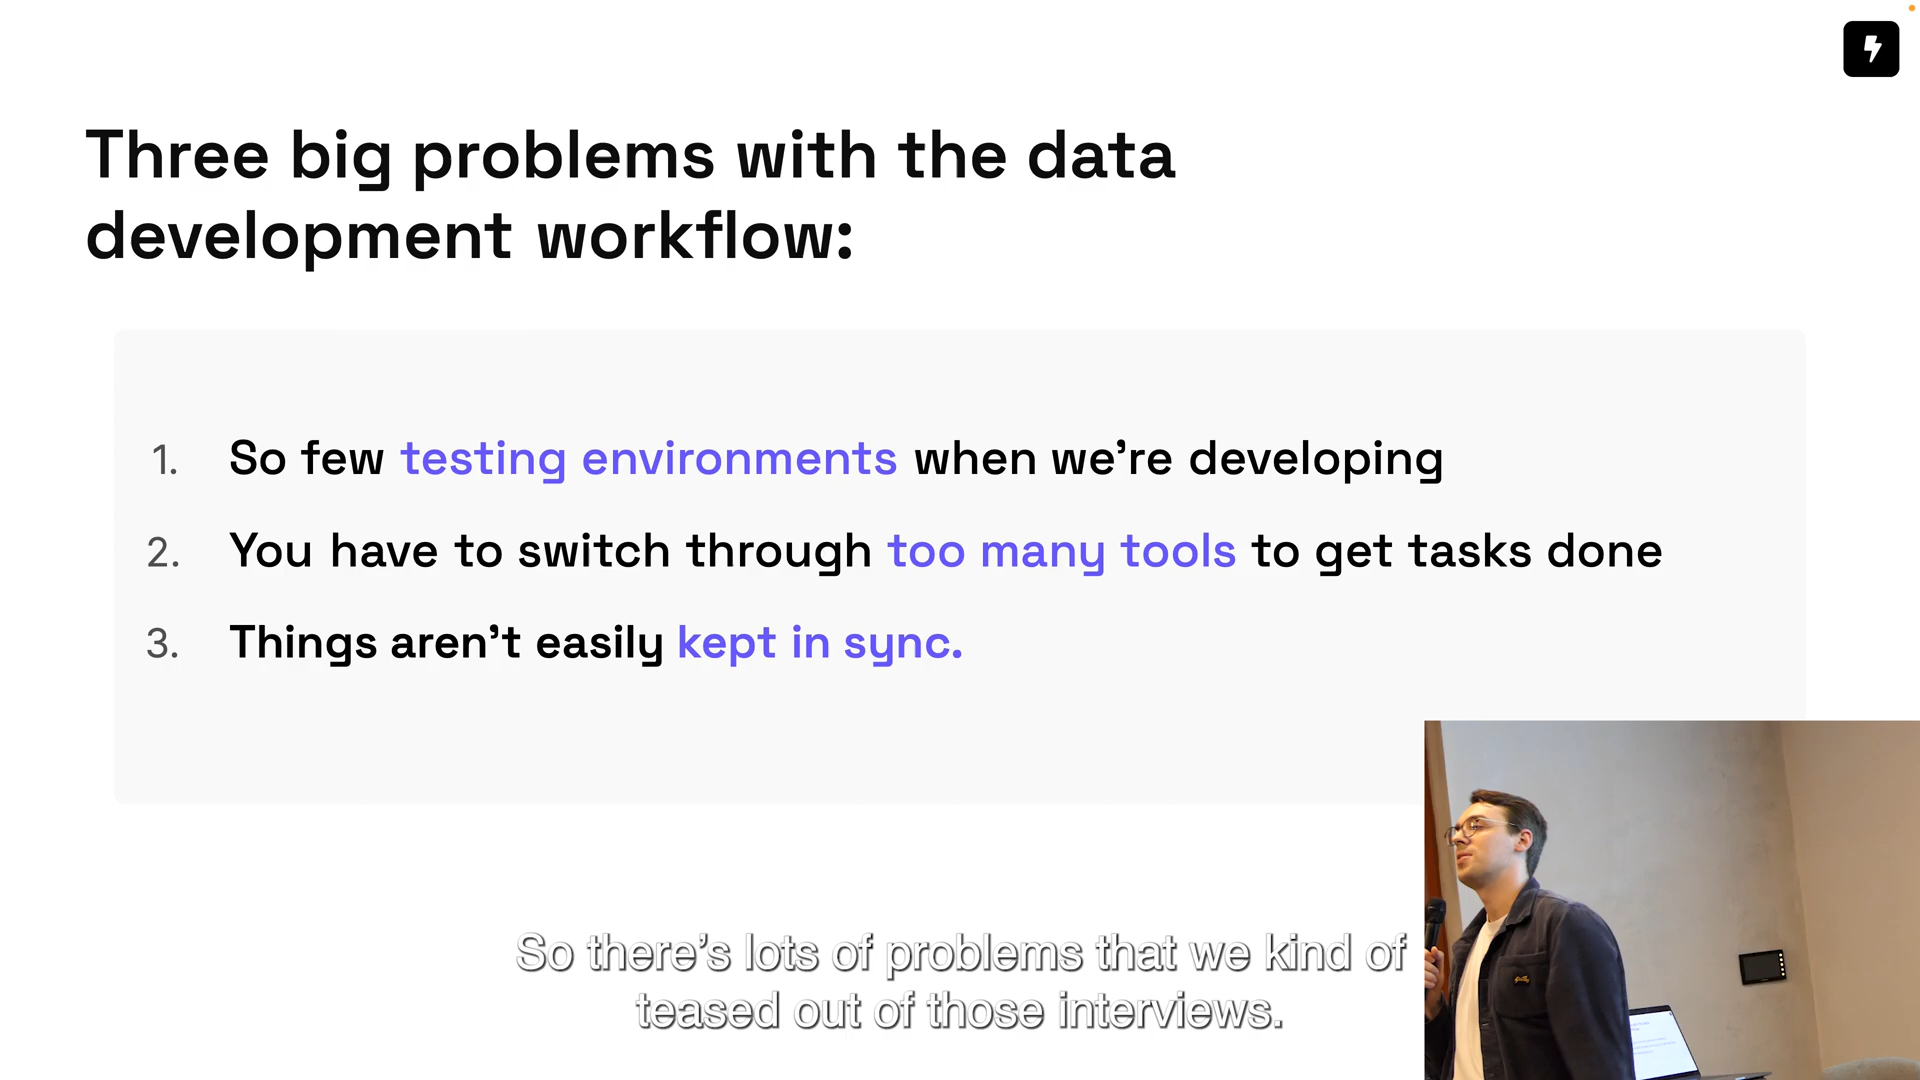 Three big problems with the data
development workflow:
1. So few testing environments when we’re developing
2. You have to switch through too many tools to get tasks done
3. Things aren’t easily kept in sync.
So there’s lots of problems that we kind of
teased out of those interviews.